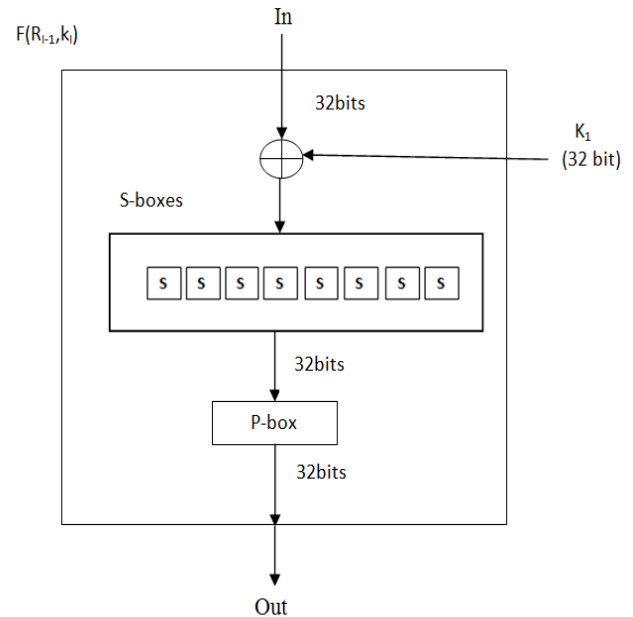 In
F(Rᵢ₋₁,kᵢ)
32bits
K₁
(32 bit)
S-boxes
S S S S S S S S
32bits
P-box
32bits
Out